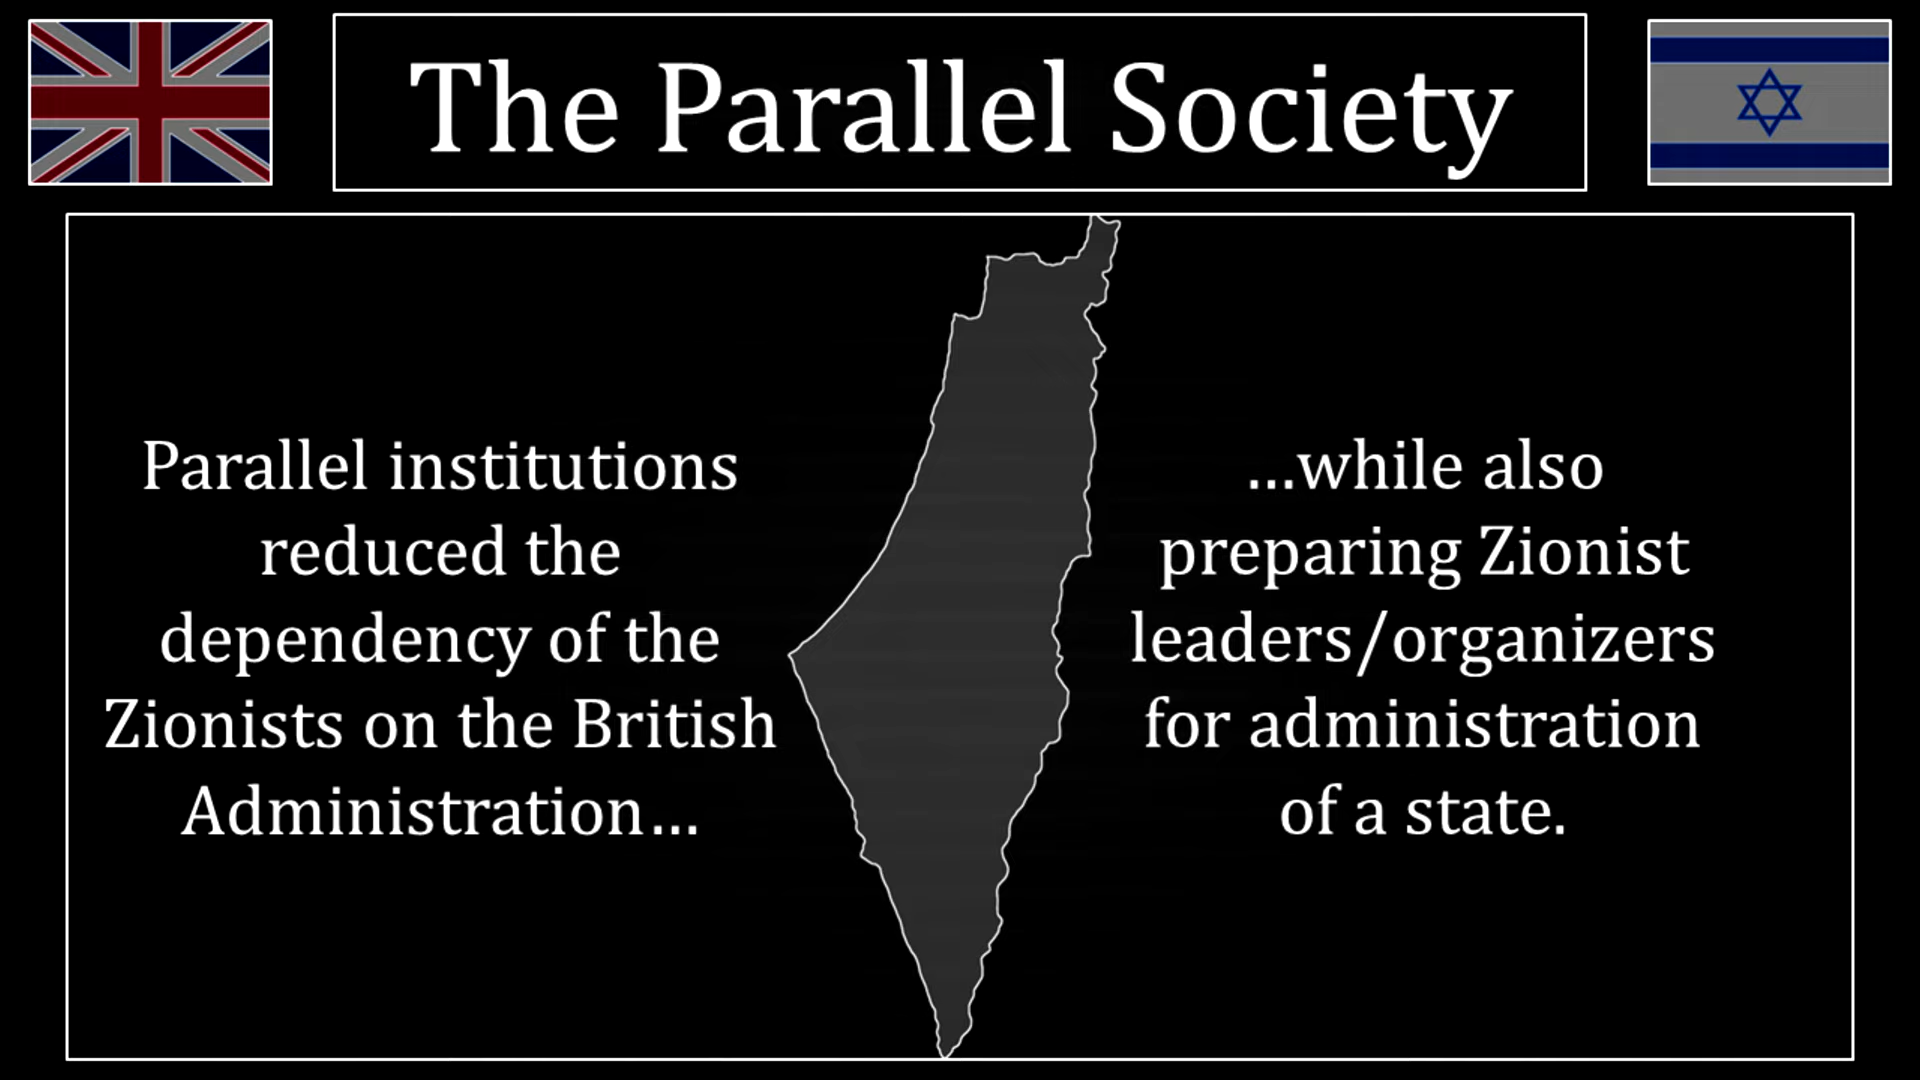 The Parallel Society
Parallel institutions
reduced the
dependency of the
Zionists on the British
Administration…
…while also
preparing Zionist
leaders/organizers
for administration
of a state.